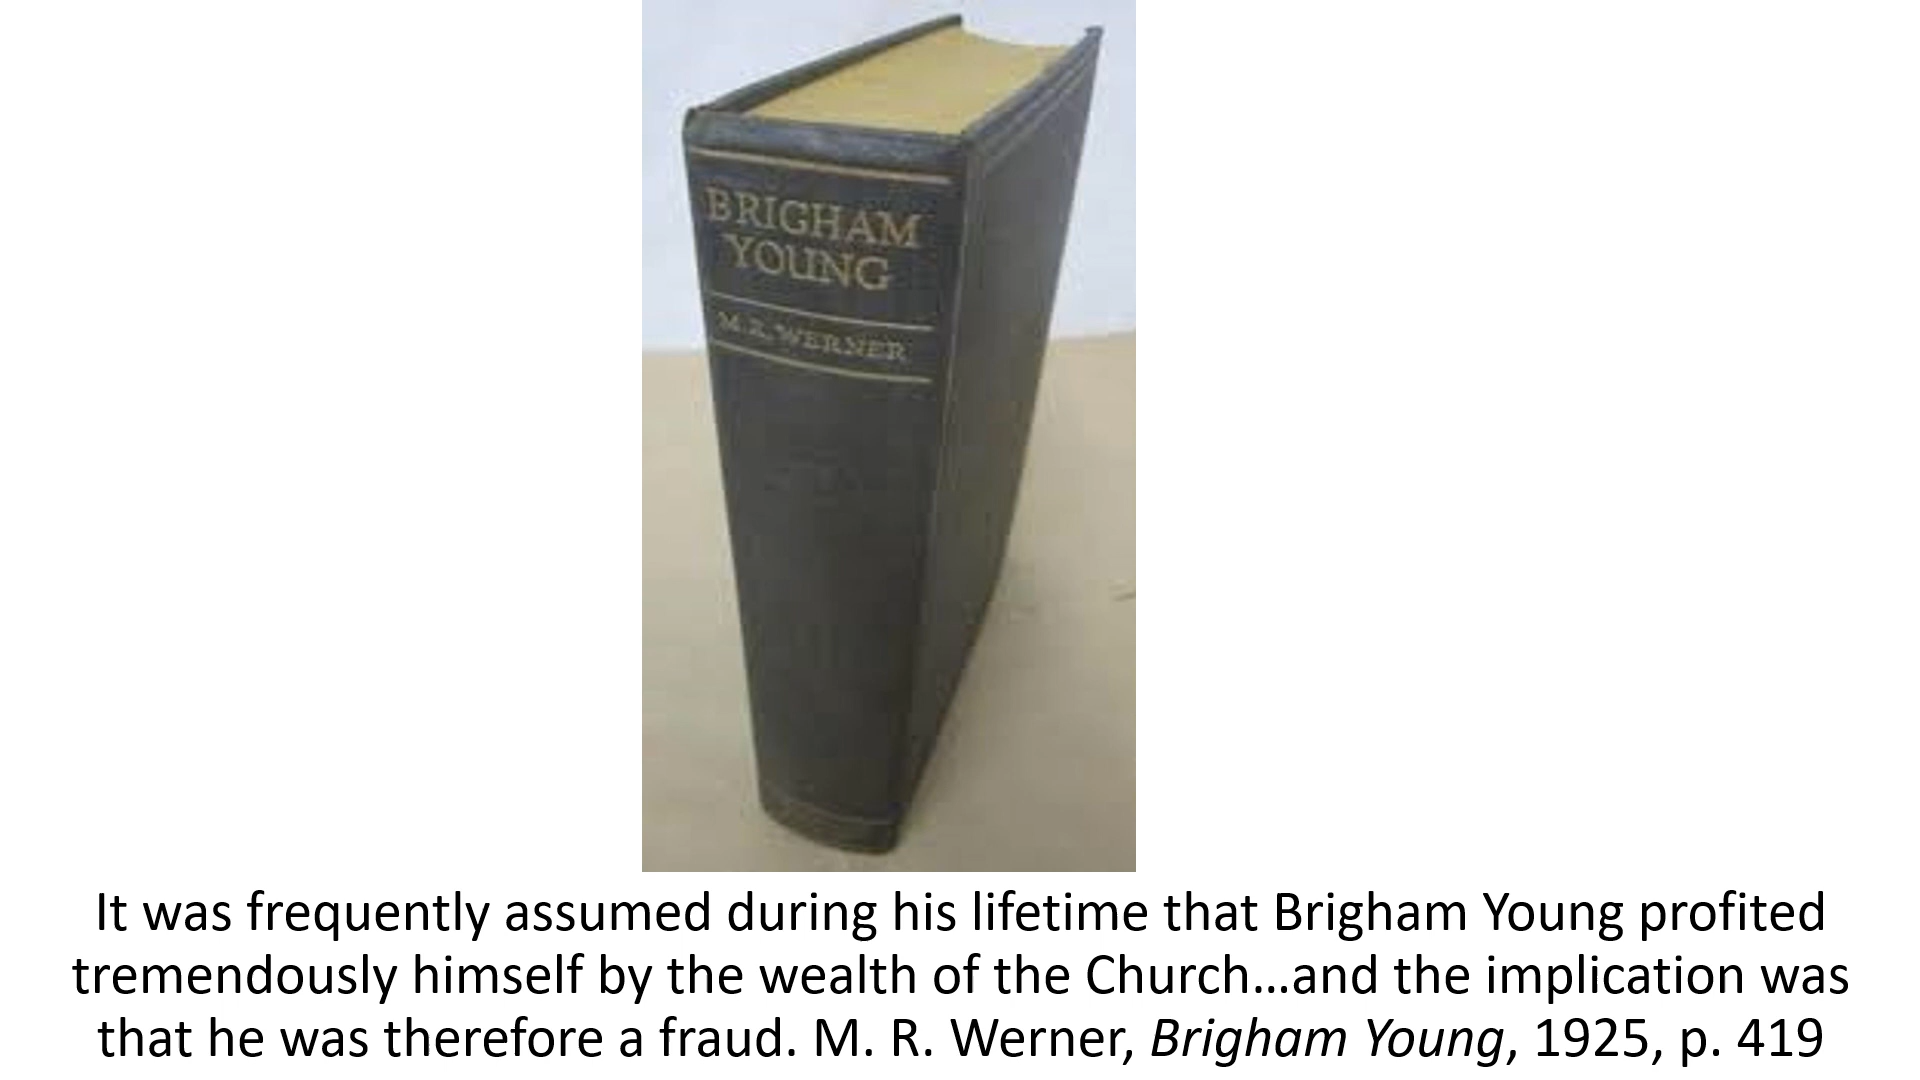 BRIGHAM
YOUNG
M. R. WERNER
It was frequently assumed during his lifetime that Brigham Young profited
tremendously himself by the wealth of the Church...and the implication was
that he was therefore a fraud. M. R. Werner, Brigham Young, 1925, p. 419